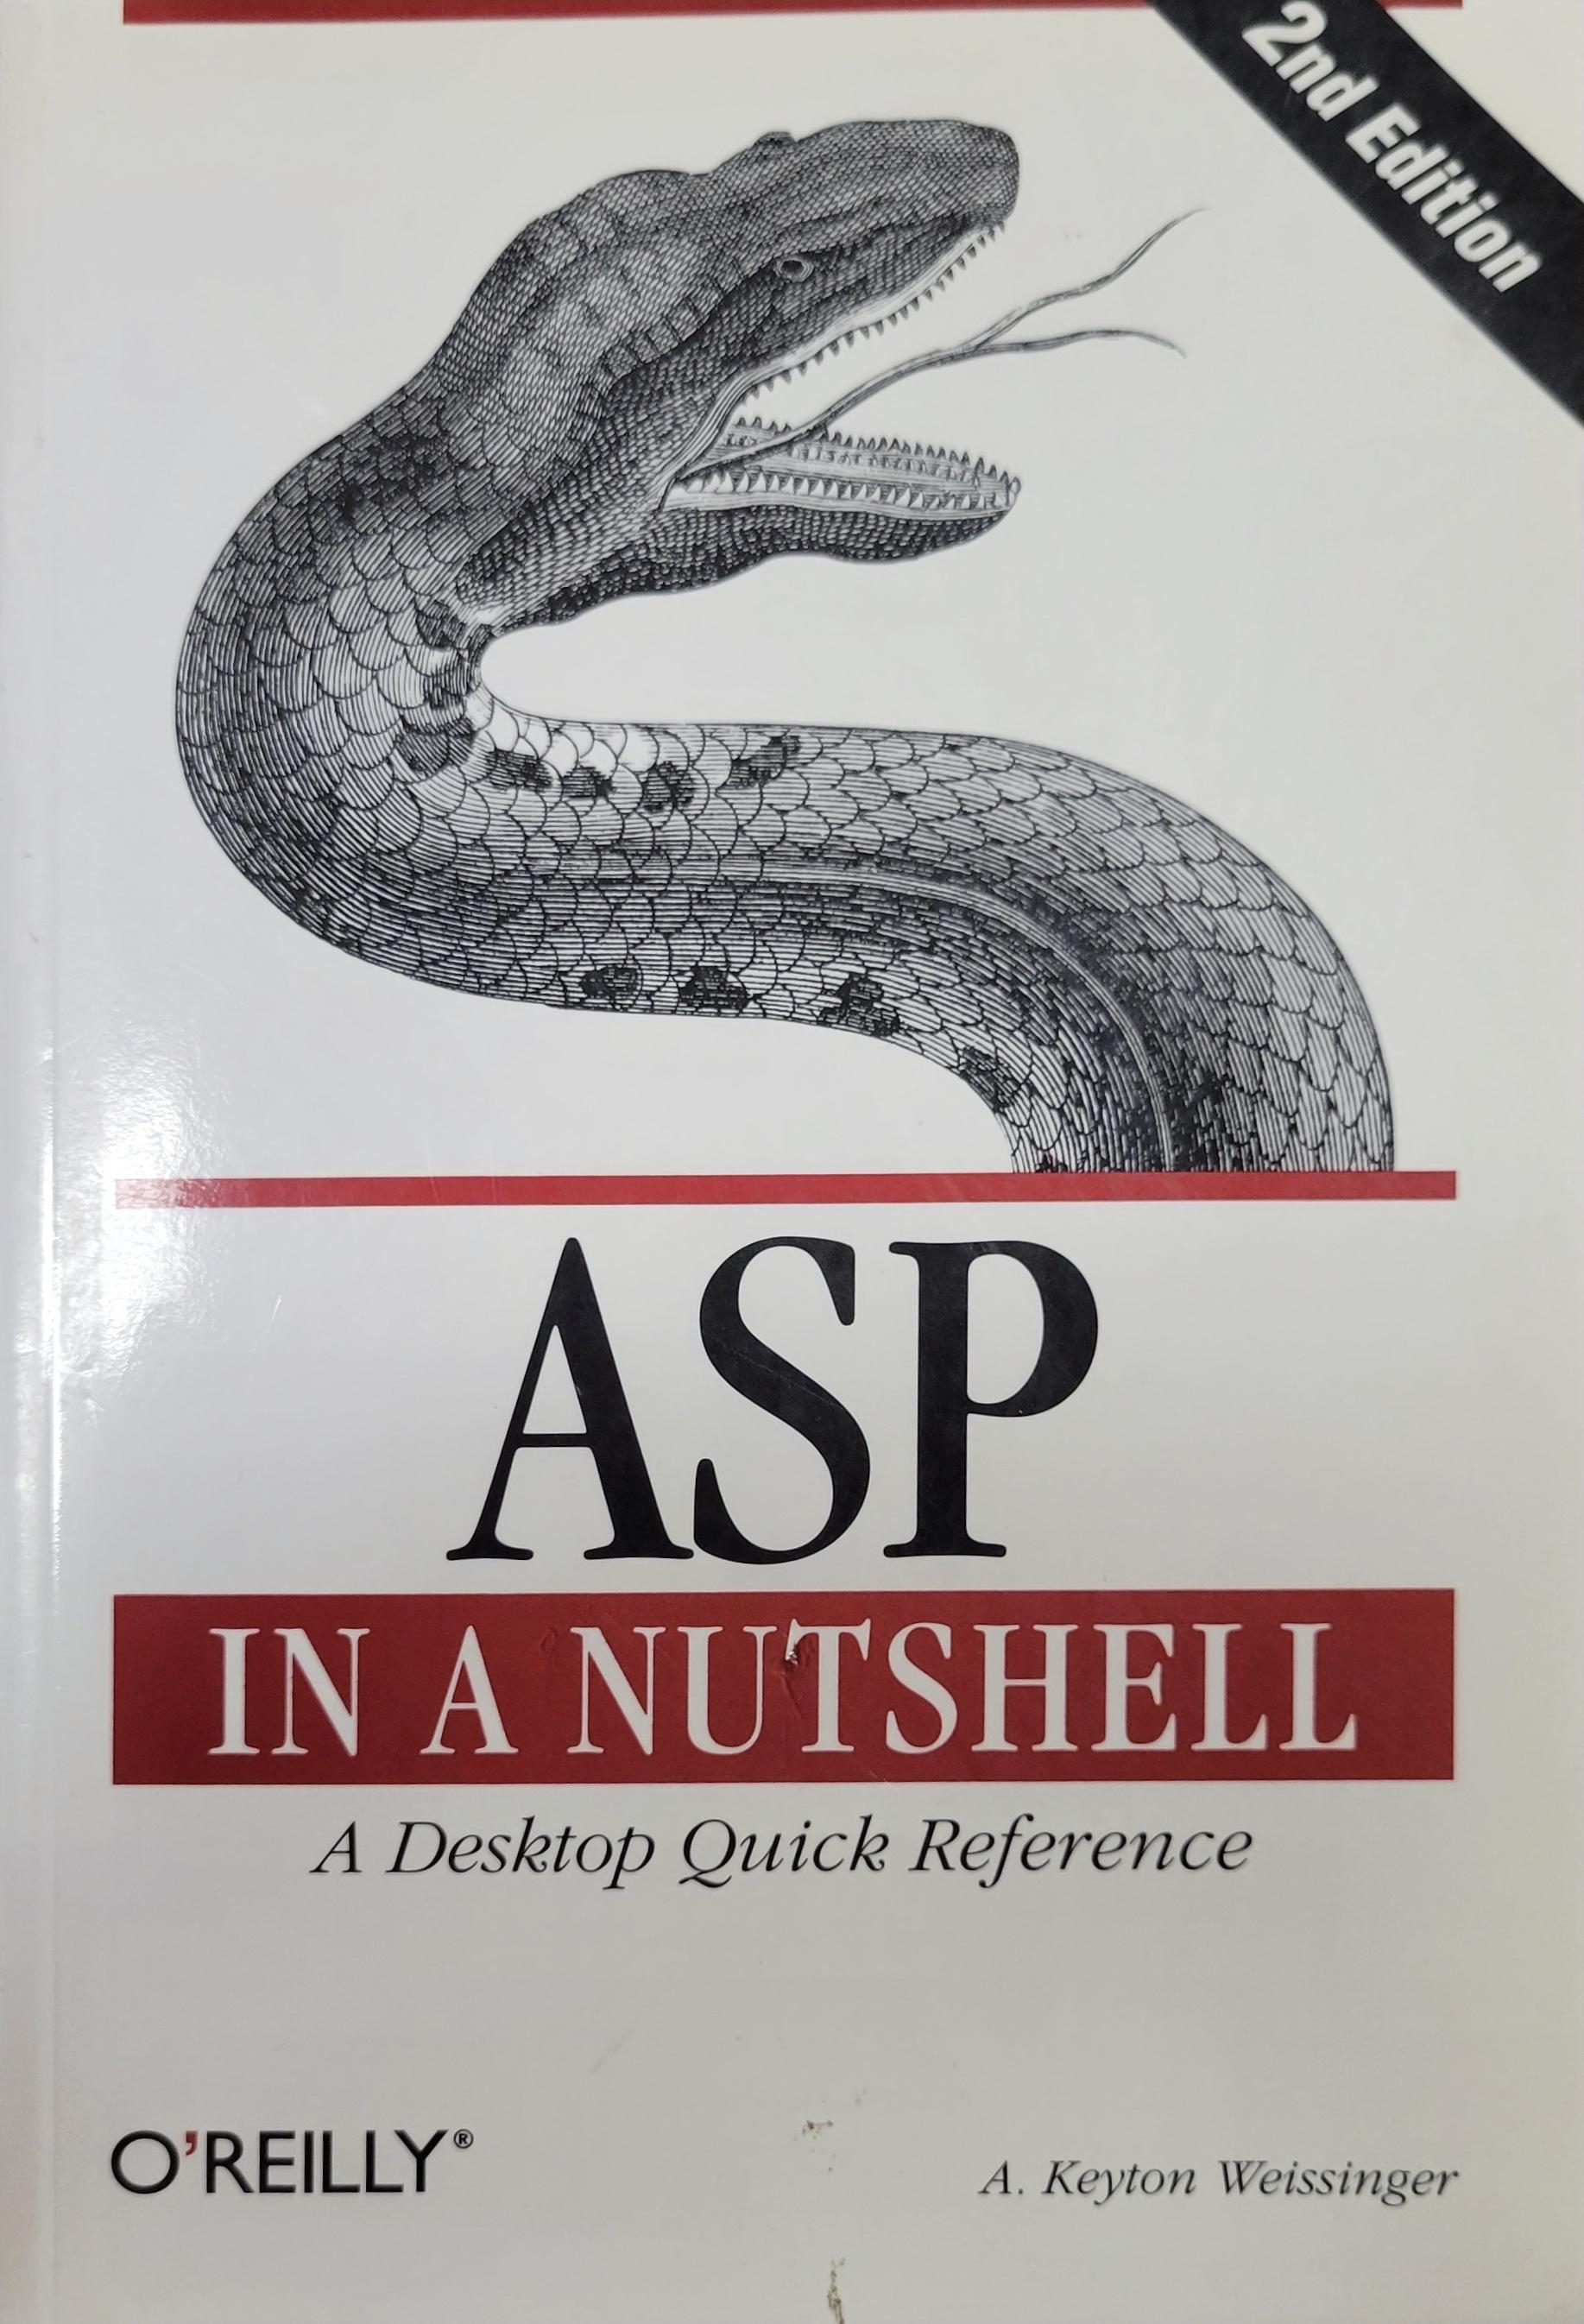 2nd Edition
ASP
IN A NUTSHELL
A Desktop Quick Reference
O'REILLY®
A. Keyton Weissinger